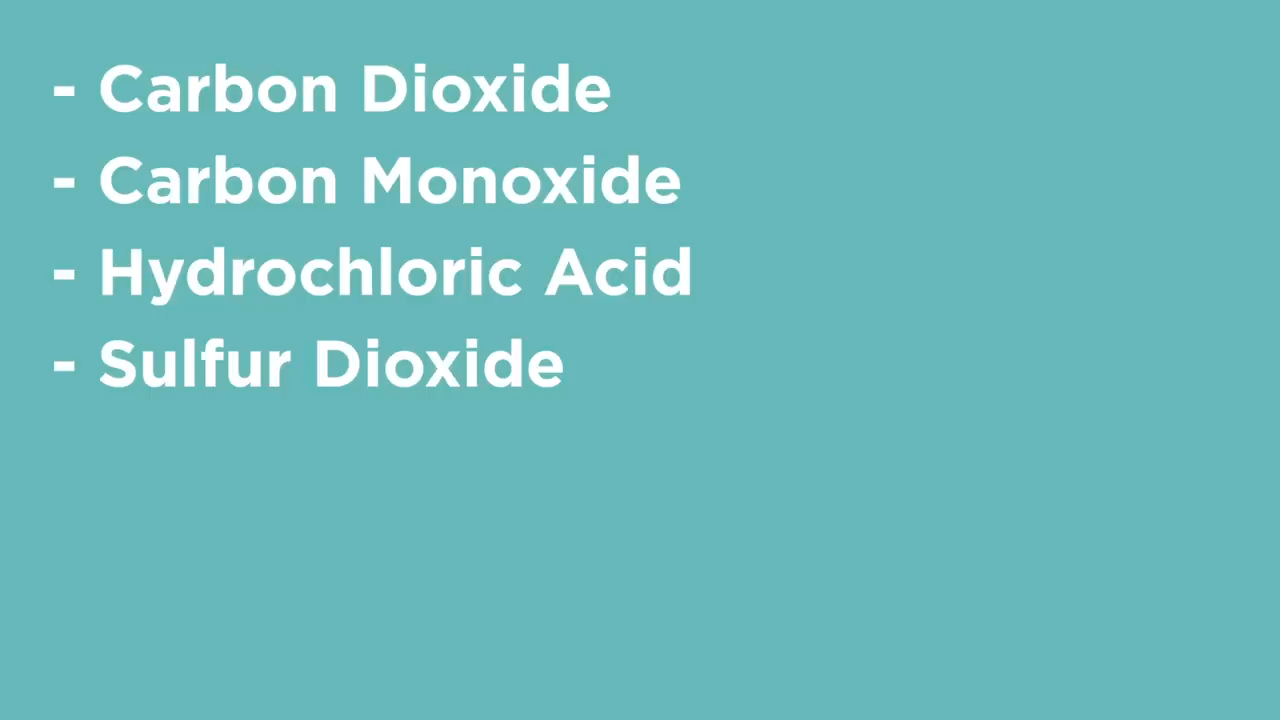 - Carbon Dioxide
- Carbon Monoxide
- Hydrochloric Acid
- Sulfur Dioxide